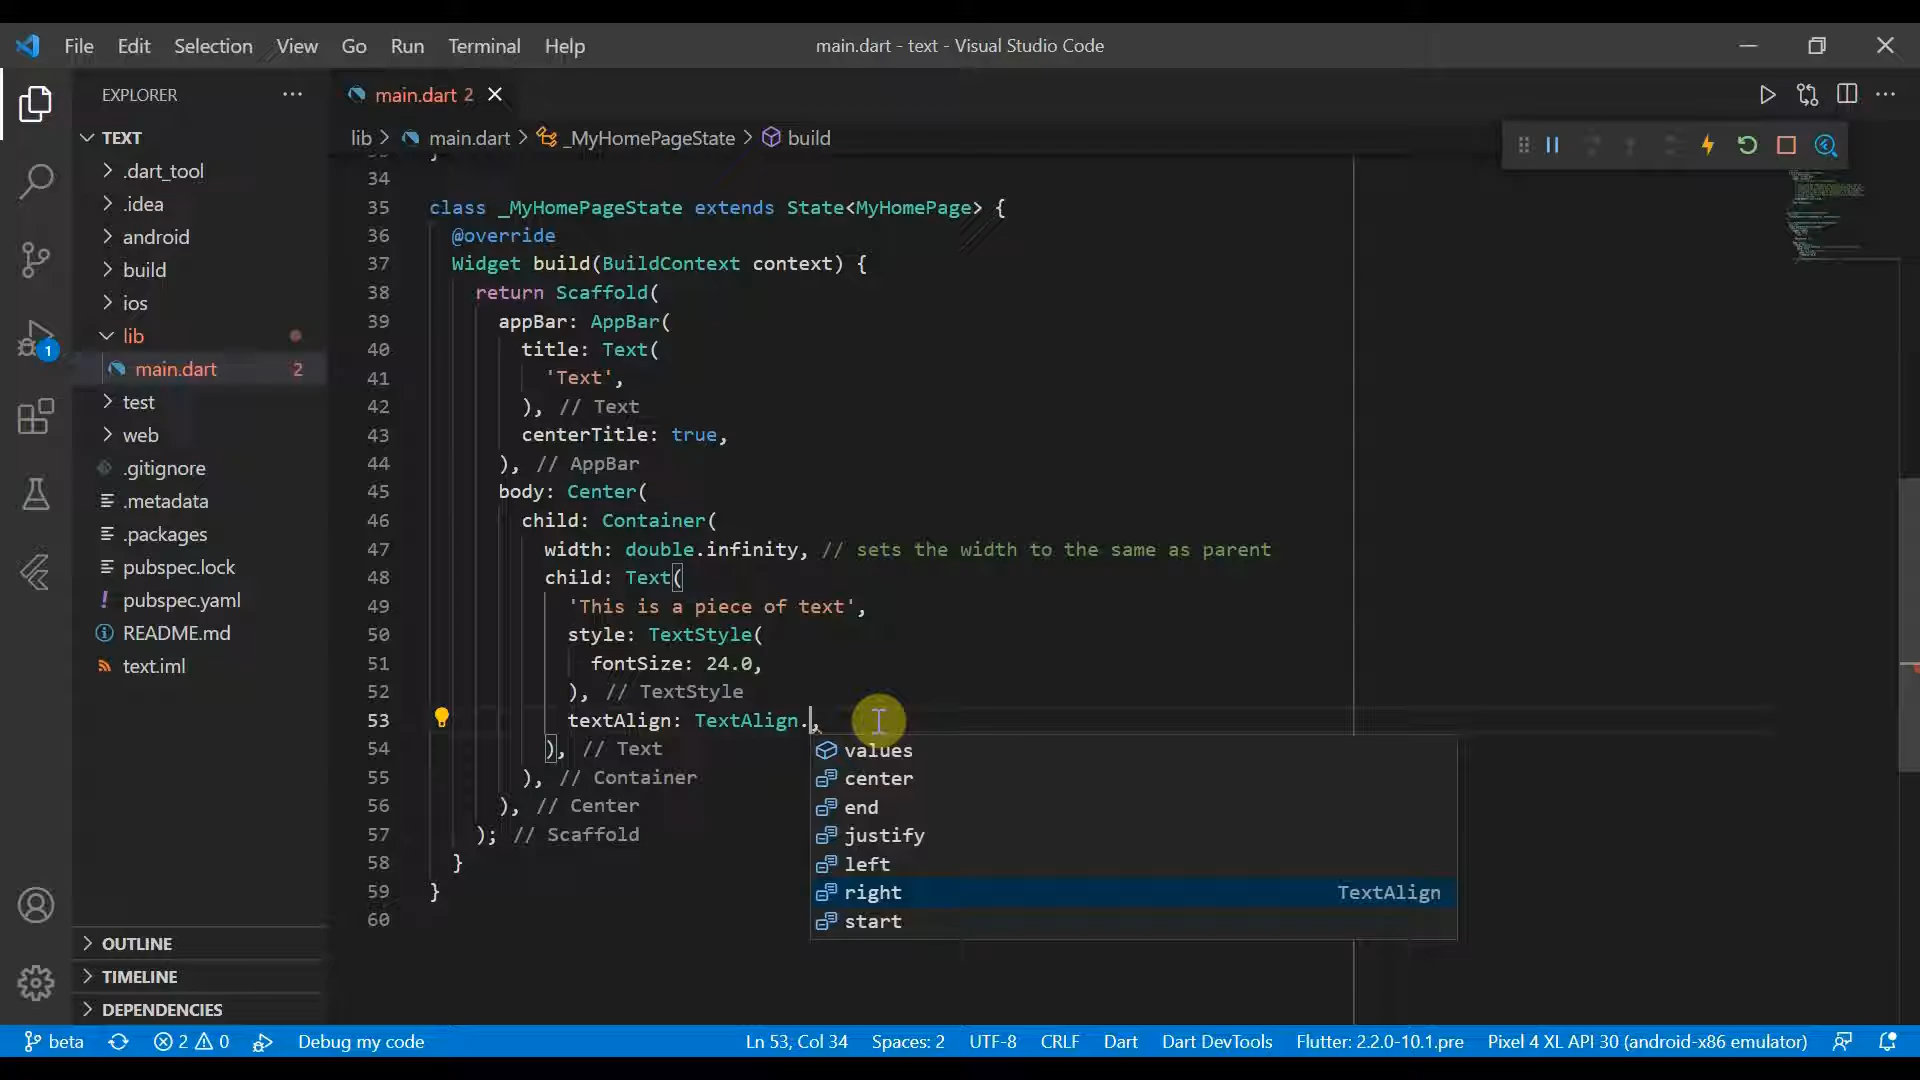 File Edit Selection View Go Run Terminal Help
main.dart - text - Visual Studio Code
EXPLORER
TEXT
.dart_tool
.idea
android
build
ios
lib
main.dart 2
test
web
.gitignore
.metadata
.packages
pubspec.lock
pubspec.yaml
README.md
text.iml
OUTLINE
TIMELINE
DEPENDENCIES
1
main.dart 2
lib > main.dart > _MyHomePageState > build
34
35 class _MyHomePageState extends State<MyHomePage> {
36 @override
37 Widget build(BuildContext context) {
38 return Scaffold(
39 appBar: AppBar(
40 title: Text(
41 'Text',
42 ), // Text
43 centerTitle: true,
44 ), // AppBar
45 body: Center(
46 child: Container(
47 width: double.infinity, // sets the width to the same as parent
48 child: Text(
49 'This is a piece of text',
50 style: TextStyle(
51 fontSize: 24.0,
52 ), // TextStyle
53 textAlign: TextAlign.,
54 ), // Text
55 ), // Container
56 ), // Center
57 ); // Scaffold
58 }
59 }
60
values
center
end
justify
left
right TextAlign
start
beta 2 0 Debug my code Ln 53, Col 34 Spaces: 2 UTF-8 CRLF Dart Dart DevTools Flutter: 2.2.0-10.1.pre Pixel 4 XL API 30 (android-x86 emulator)